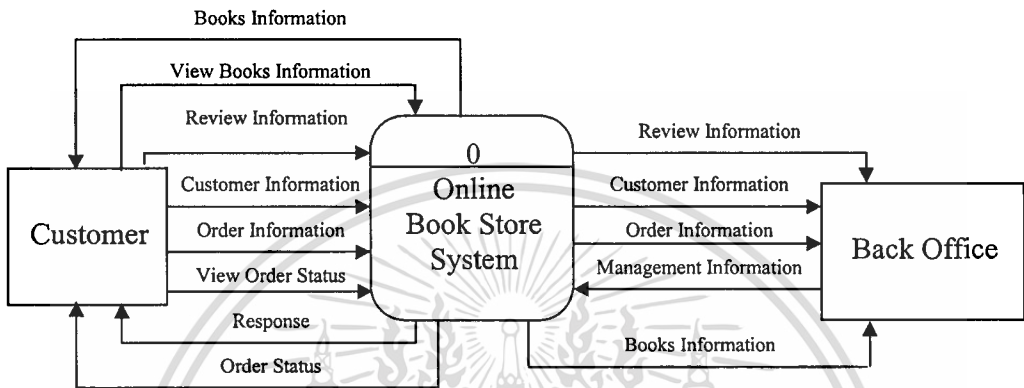 Books Information
View Books Information
Review Information
Customer Information
Order Information
View Order Status
Response
Order Status
Customer
0
Online
Book Store
System
Review Information
Customer Information
Order Information
Management Information
Books Information
Back Office